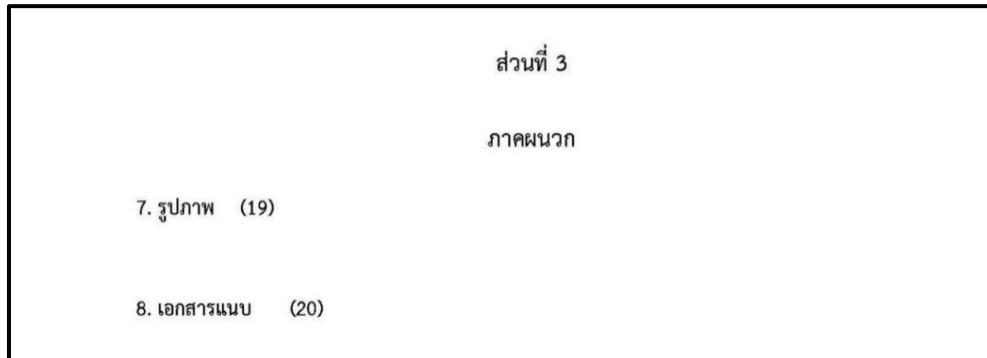 ส่วนที่ 3
ภาคผนวก
7. รูปภาพ (19)
8. เอกสารแนบ (20)